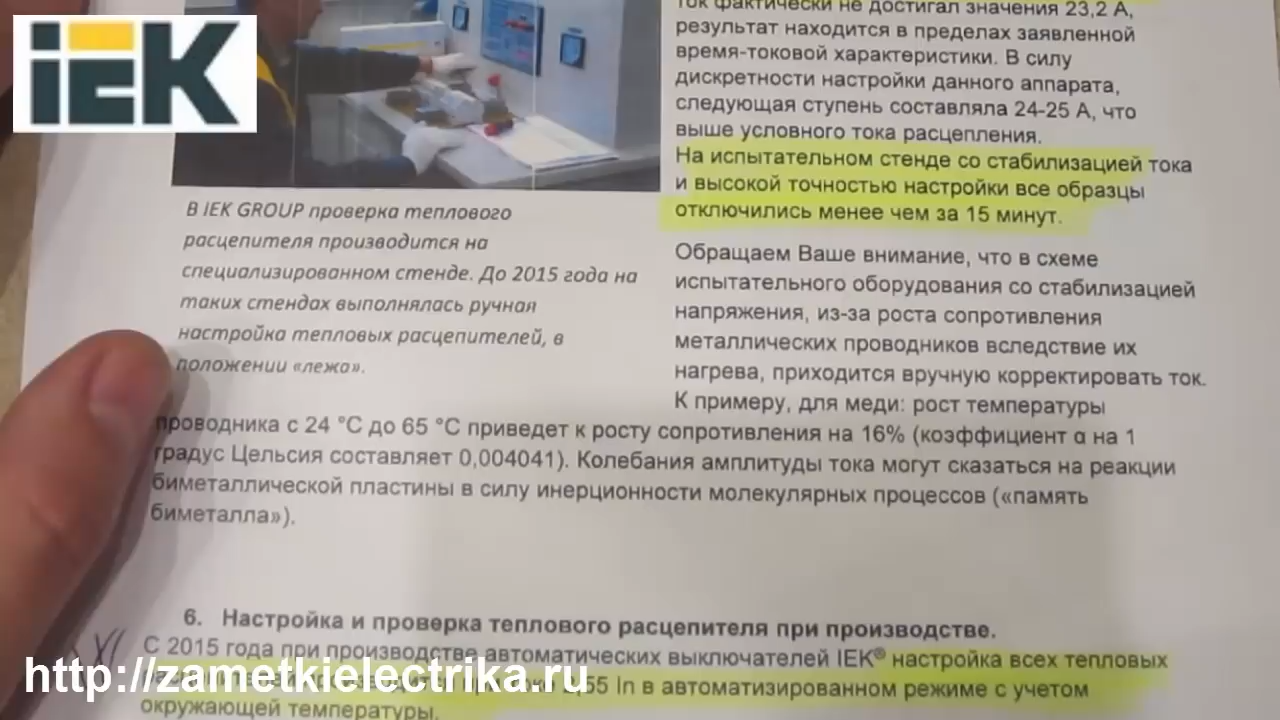 IEK
ток фактически не достигал значения 23,2 А,
результат находится в пределах заявленной
время-токовой характеристики. В силу
дискретности настройки данного аппарата,
следующая ступень составляла 24-25 А, что
выше условного тока расцепления.
На испытательном стенде со стабилизацией тока
и высокой точностью настройки все образцы
отключились менее чем за 15 минут.
В IEK GROUP проверка теплового
расцепителя производится на
специализированном стенде. До 2015 года на
таких стендах выполнялась ручная
настройка тепловых расцепителей, в
положении «лежа».
Обращаем Ваше внимание, что в схеме
испытательного оборудования со стабилизацией
напряжения, из-за роста сопротивления
металлических проводников вследствие их
нагрева, приходится вручную корректировать ток.
К примеру, для меди: рост температуры
проводника с 24 °С до 65 °С приведет к росту сопротивления на 16% (коэффициент α на 1
градус Цельсия составляет 0,004041). Колебания амплитуды тока могут сказаться на реакции
биметаллической пластины в силу инерционности молекулярных процессов («память
биметалла»).
6. Настройка и проверка теплового расцепителя при производстве.
С 2015 года при производстве автоматических выключателей IEK® настройка всех тепловых
55 In в автоматизированном режиме с учетом
окружающей температуры.
http://zametkielectrika.ru